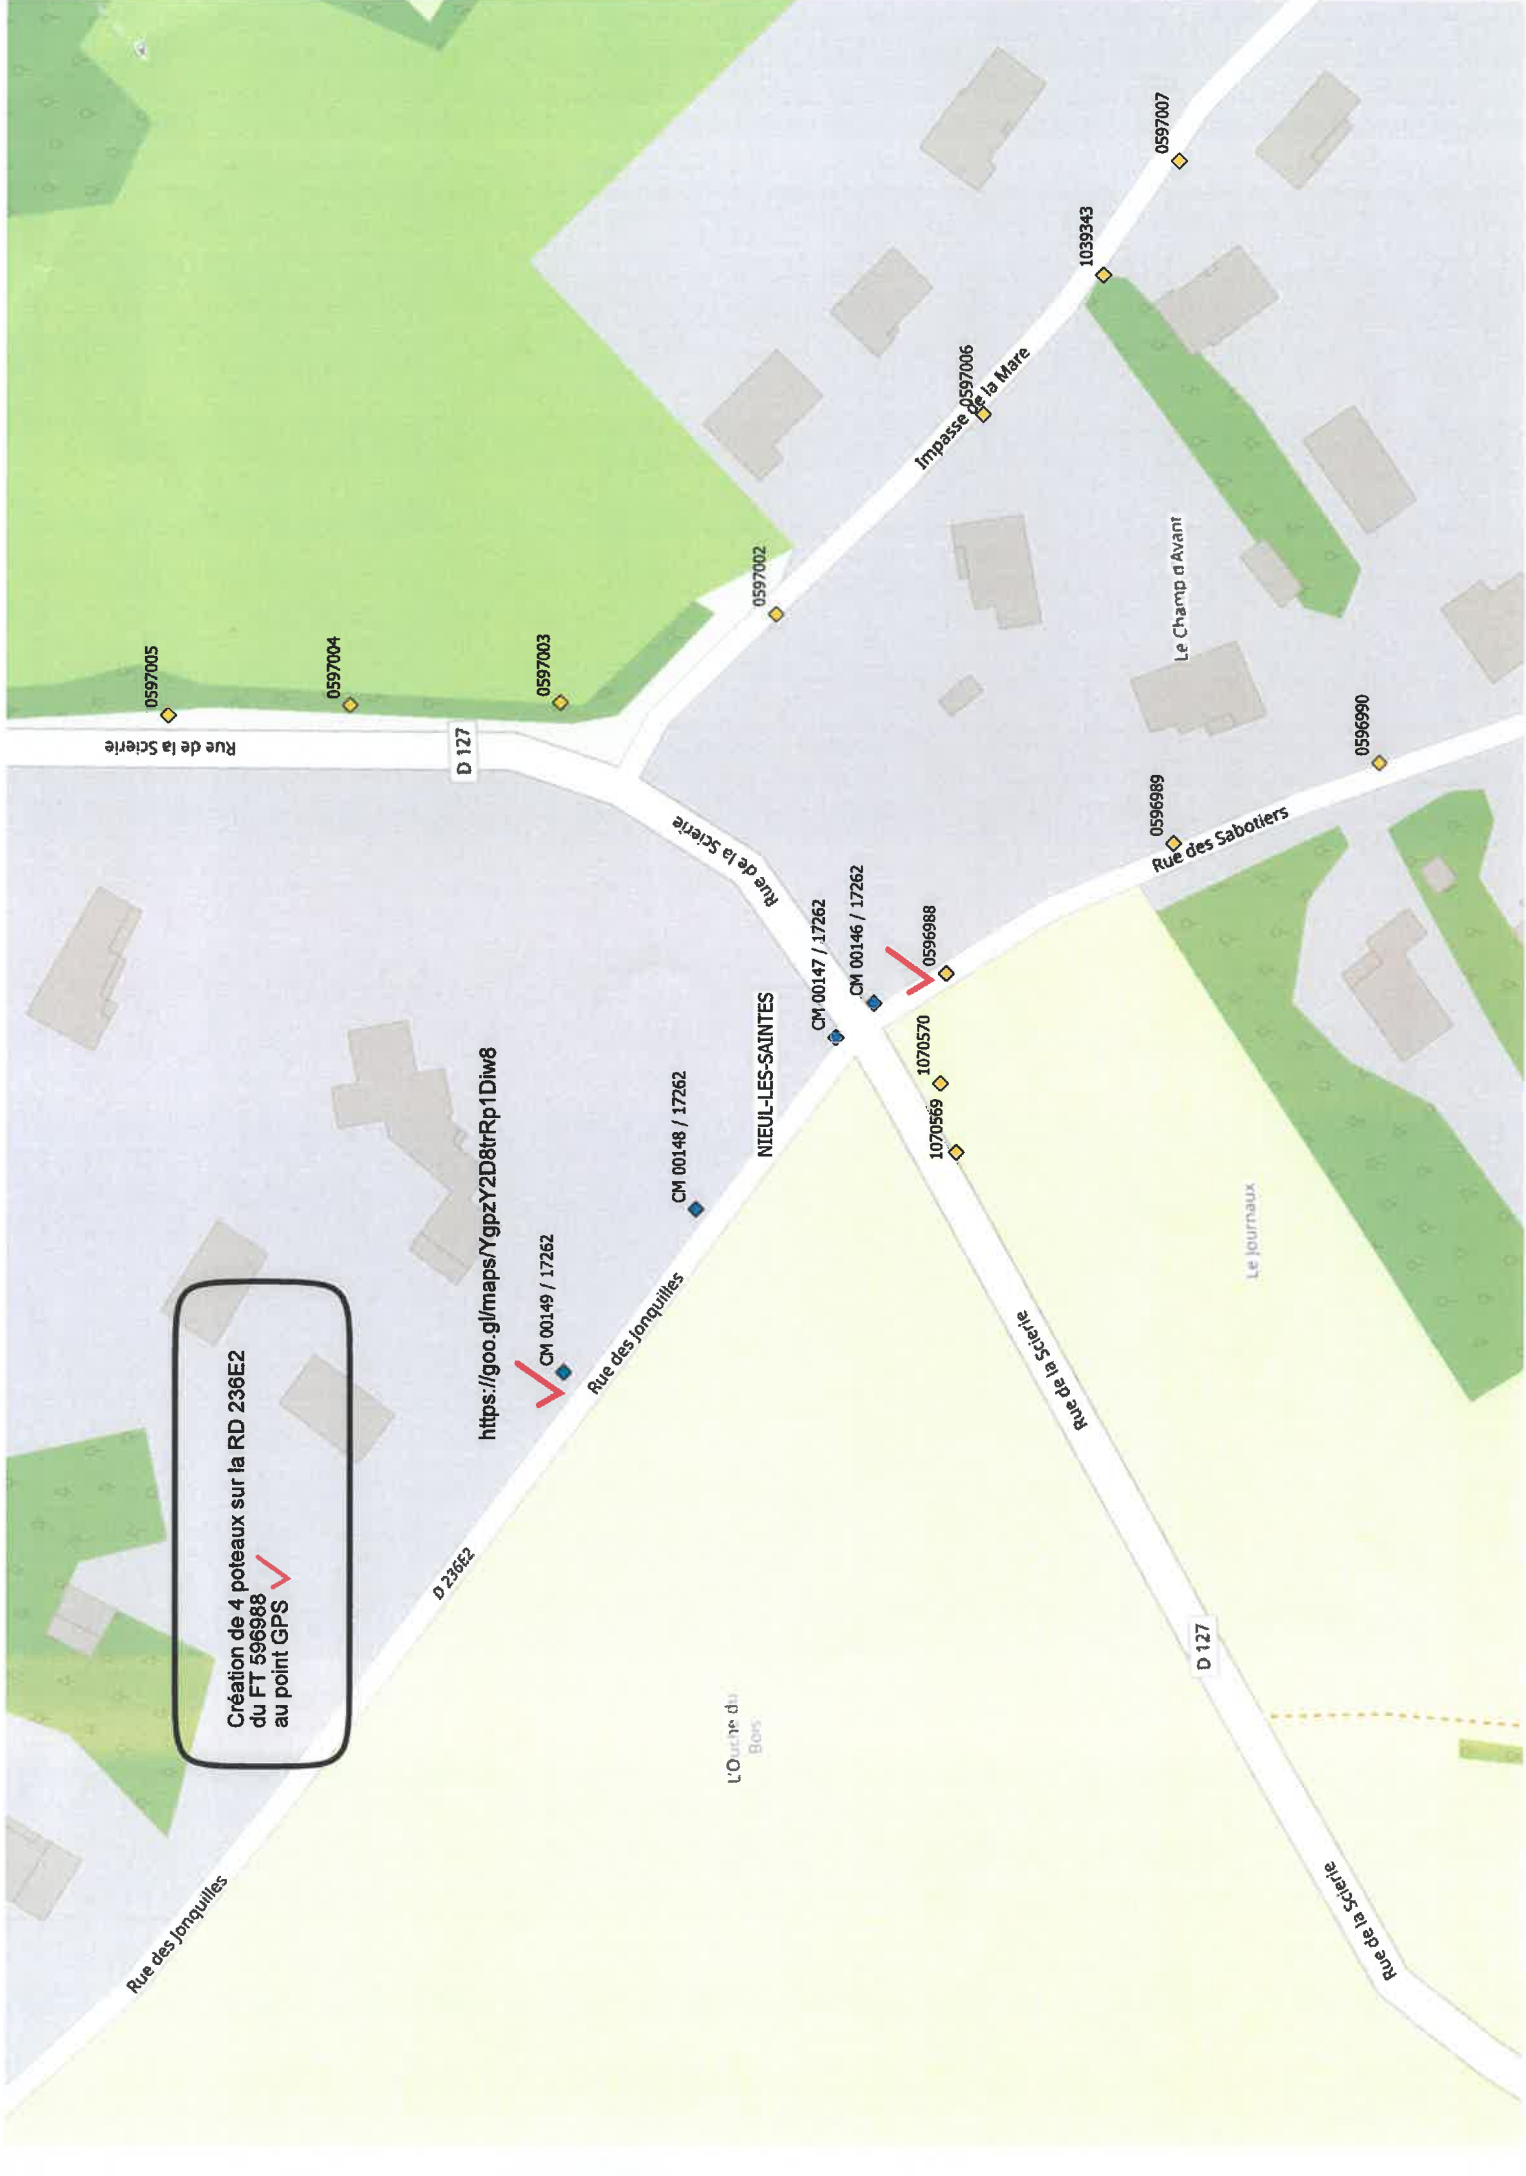 Création de 4 poteaux sur la RD 236E2
du FT 596988
au point GPS
Rue des Jonquilles
D 236E2
https://goo.gl/maps/YgpzY2D8trRp1Diw8
CM 00149 / 17262
Rue des Jonquilles
CM 00148 / 17262
NIEUL-LES-SAINTES
CM 00147 / 17262
CM 00146 / 17262
0596988
1070570
1070569
0597005
0597004
0597003
0597002
Rue de la Scierie
D 127
Rue de la Scierie
Impasse de la Mare
0597006
1039343
0597007
Le Champ d'Avant
0596989
Rue des Sabotiers
0596990
L'Ouche du
Bois
Le Journaux
Rue de la Scierie
D 127
Rue de la Scierie